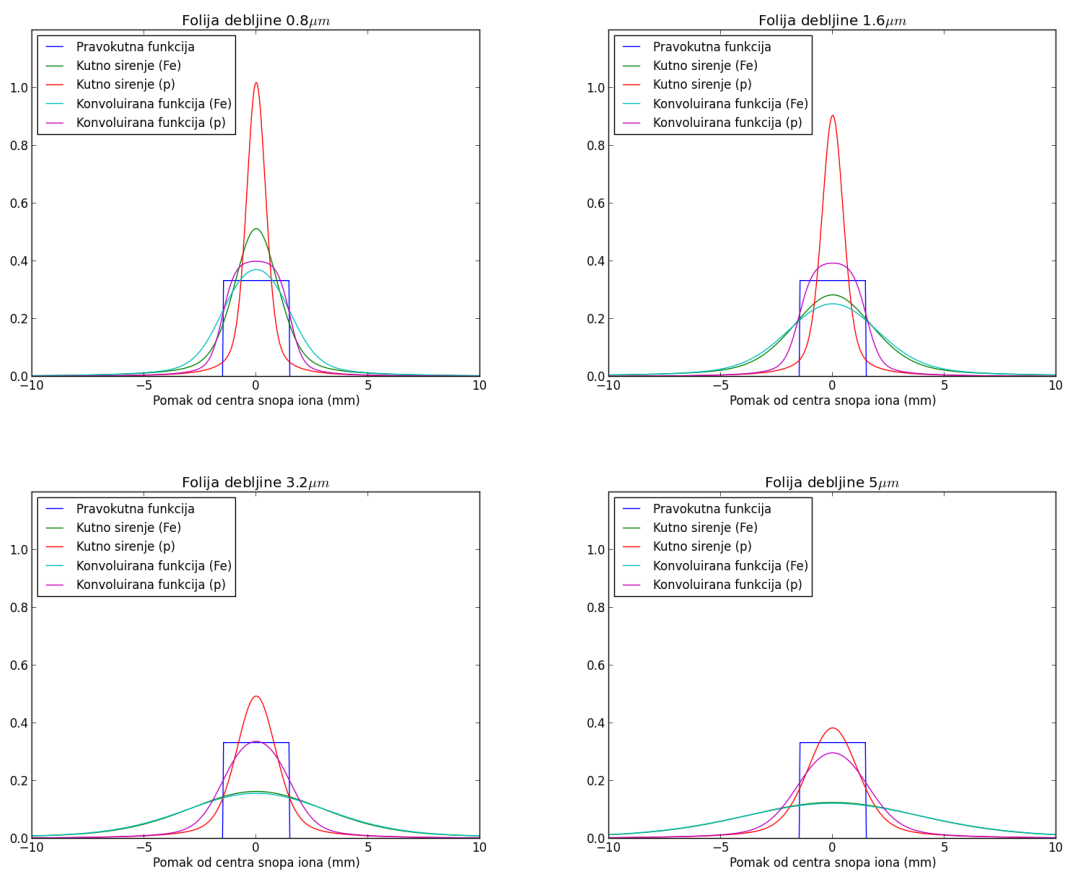 Folija debljine 0.8μm
Pravokutna funkcija
Kutno sirenje (Fe)
Kutno sirenje (p)
Konvoluirana funkcija (Fe)
Konvoluirana funkcija (p)
1.0
0.8
0.6
0.4
0.2
0.0
−10
−5
0
5
10
Pomak od centra snopa iona (mm)
Folija debljine 1.6μm
Pravokutna funkcija
Kutno sirenje (Fe)
Kutno sirenje (p)
Konvoluirana funkcija (Fe)
Konvoluirana funkcija (p)
1.0
0.8
0.6
0.4
0.2
0.0
−10
−5
0
5
10
Pomak od centra snopa iona (mm)
Folija debljine 3.2μm
Pravokutna funkcija
Kutno sirenje (Fe)
Kutno sirenje (p)
Konvoluirana funkcija (Fe)
Konvoluirana funkcija (p)
1.0
0.8
0.6
0.4
0.2
0.0
−10
−5
0
5
10
Pomak od centra snopa iona (mm)
Folija debljine 5μm
Pravokutna funkcija
Kutno sirenje (Fe)
Kutno sirenje (p)
Konvoluirana funkcija (Fe)
Konvoluirana funkcija (p)
1.0
0.8
0.6
0.4
0.2
0.0
−10
−5
0
5
10
Pomak od centra snopa iona (mm)